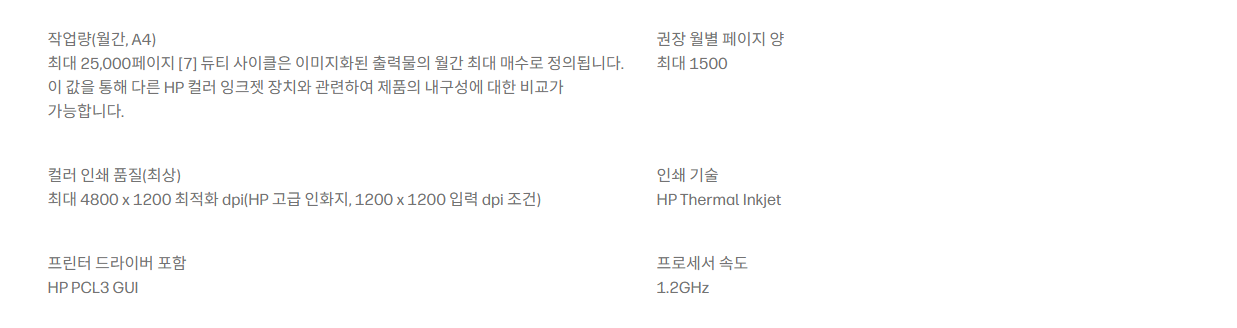 작업량(월간, A4)
최대 25,000페이지 [7] 듀티 사이클은 이미지화된 출력물의 월간 최대 매수로 정의됩니다.
이 값을 통해 다른 HP 컬러 잉크젯 장치와 관련하여 제품의 내구성에 대한 비교가
가능합니다.
권장 월별 페이지 양
최대 1500
컬러 인쇄 품질(최상)
최대 4800 x 1200 최적화 dpi(HP 고급 인화지, 1200 x 1200 입력 dpi 조건)
인쇄 기술
HP Thermal Inkjet
프린터 드라이버 포함
HP PCL3 GUI
프로세서 속도
1.2GHz